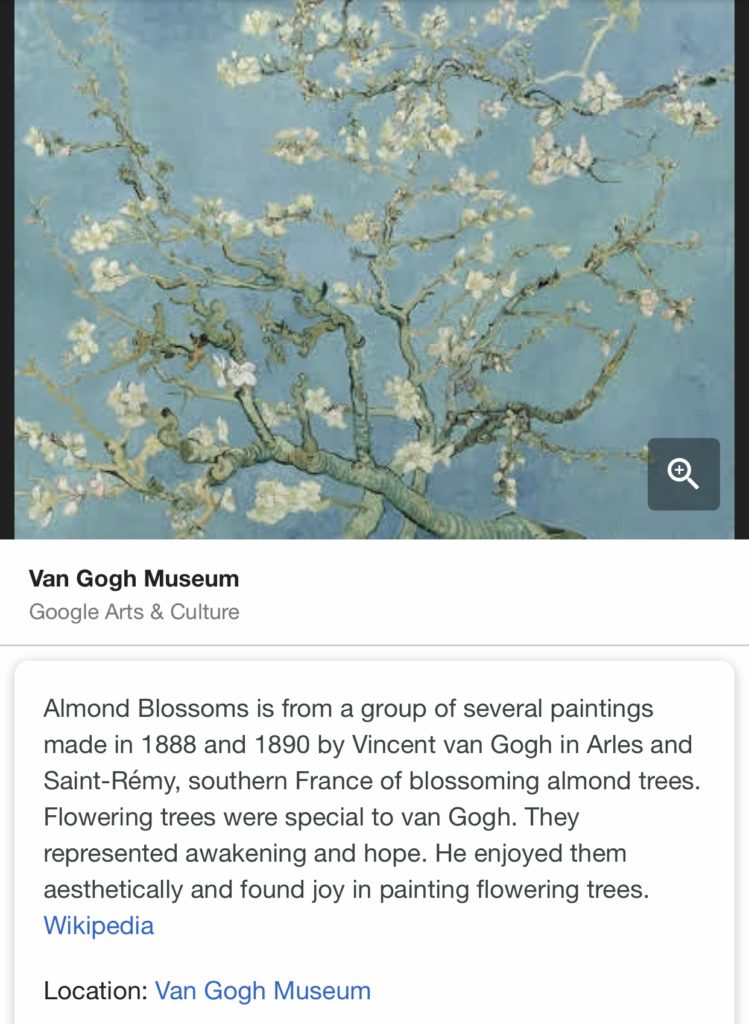 Van Gogh Museum
Google Arts & Culture
Almond Blossoms is from a group of several paintings
made in 1888 and 1890 by Vincent van Gogh in Arles and
Saint-Rémy, southern France of blossoming almond trees.
Flowering trees were special to van Gogh. They
represented awakening and hope. He enjoyed them
aesthetically and found joy in painting flowering trees.
Wikipedia
Location: Van Gogh Museum